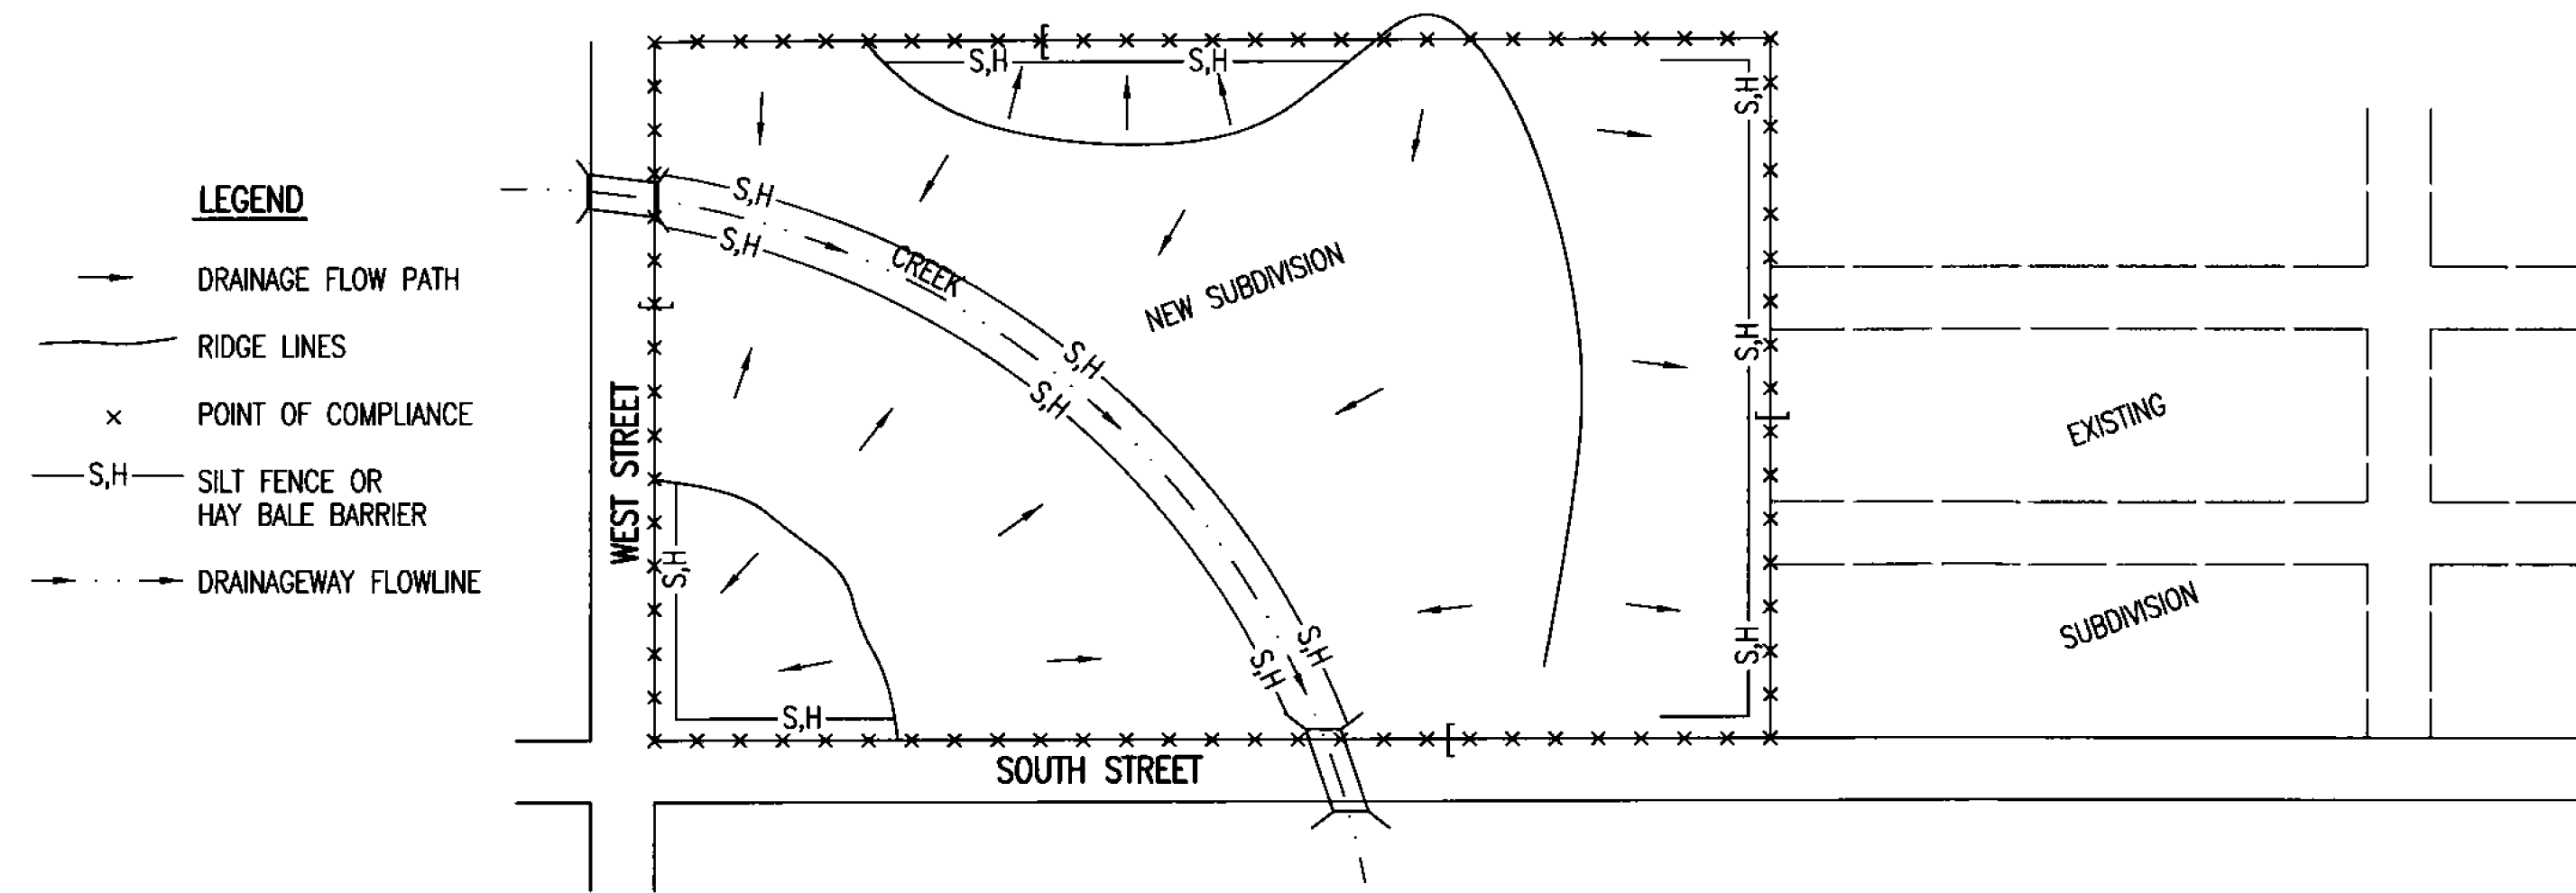 LEGEND
DRAINAGE FLOW PATH
RIDGE LINES
x POINT OF COMPLIANCE
S,H SILT FENCE OR
HAY BALE BARRIER
DRAINAGEWAY FLOWLINE
S,H
S,H
S,H
S,H
S,H
CREEK
NEW SUBDIVISION
S,H
S,H
S,H
EXISTING
WEST STREET
S,H
SUBDIVISION
S,H
S,H
S,H
S,H
SOUTH STREET